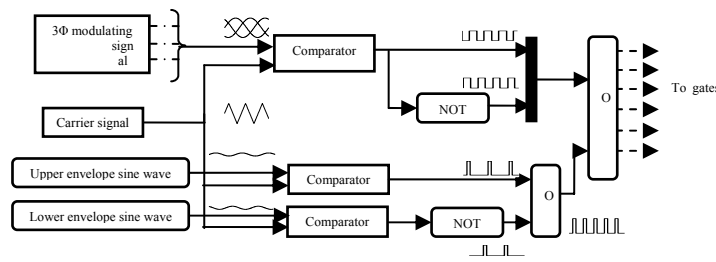 3Φ modulating
sign
al
Comparator
NOT
O
To gates
Carrier signal
Upper envelope sine wave
Comparator
O
Lower envelope sine wave
Comparator
NOT